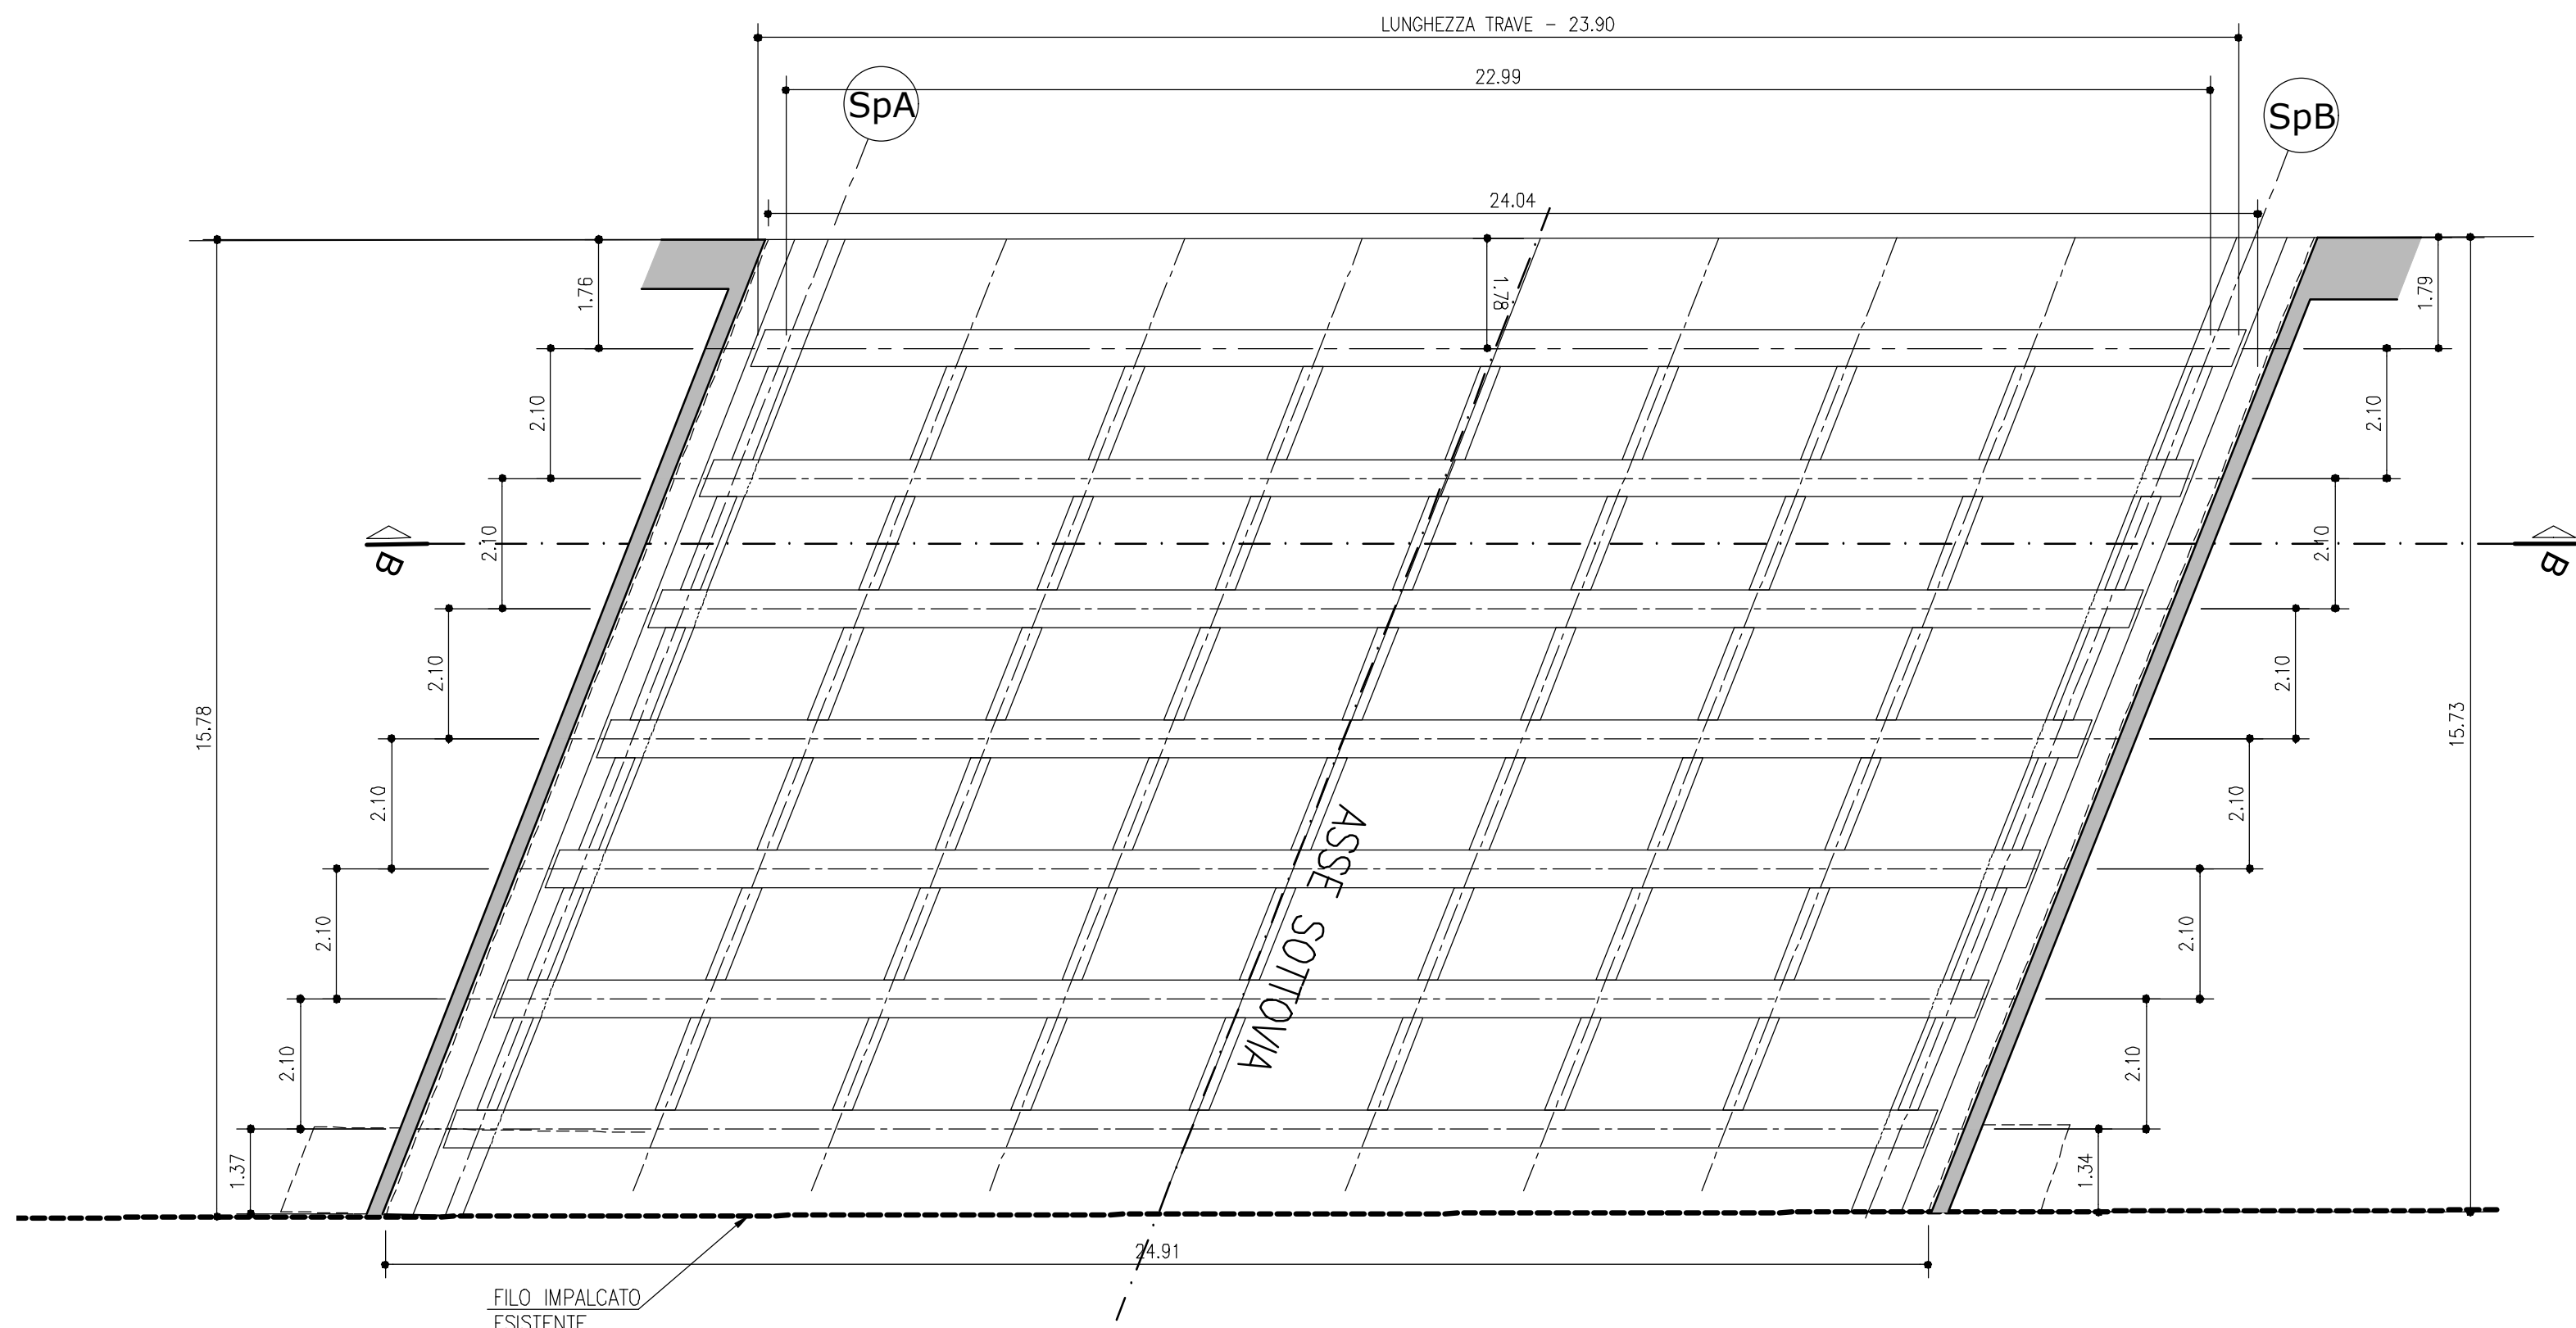 LUNGHEZZA TRAVE - 23.90
22.99
SpA
SpB
24.04
1.76
1.78
1.79
2.10
2.10
2.10
2.10
B
B
2.10
2.10
15.78
15.73
2.10
2.10
ASSE SOTTOVIA
2.10
2.10
2.10
2.10
1.37
1.34
24.91
FILO IMPALCATO
ESISTENTE